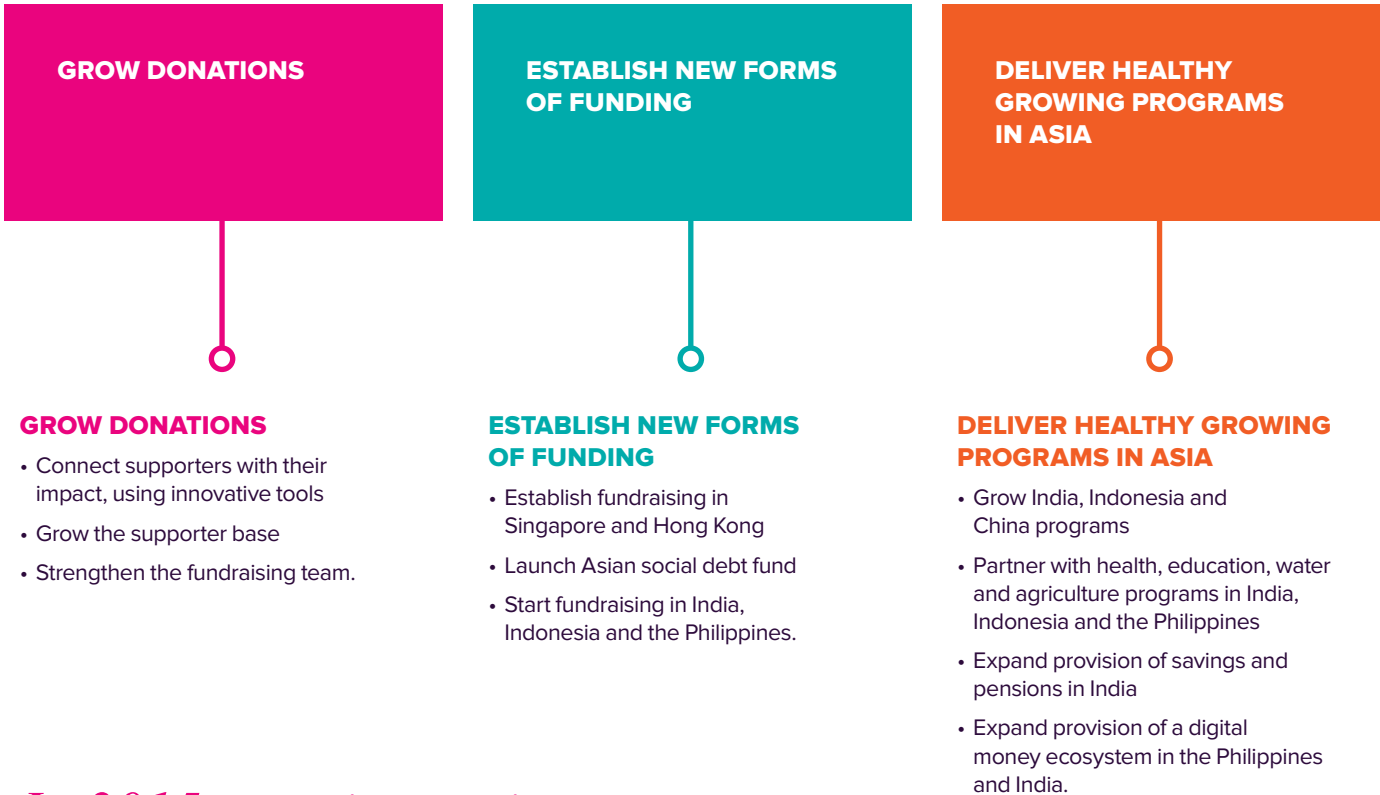 GROW DONATIONS
ESTABLISH NEW FORMS
OF FUNDING
DELIVER HEALTHY
GROWING PROGRAMS
IN ASIA
GROW DONATIONS
• Connect supporters with their
impact, using innovative tools
• Grow the supporter base
• Strengthen the fundraising team.
ESTABLISH NEW FORMS
OF FUNDING
• Establish fundraising in
Singapore and Hong Kong
• Launch Asian social debt fund
• Start fundraising in India,
Indonesia and the Philippines.
DELIVER HEALTHY GROWING
PROGRAMS IN ASIA
• Grow India, Indonesia and
China programs
• Partner with health, education, water
and agriculture programs in India,
Indonesia and the Philippines
• Expand provision of savings and
pensions in India
• Expand provision of a digital
money ecosystem in the Philippines
and India.